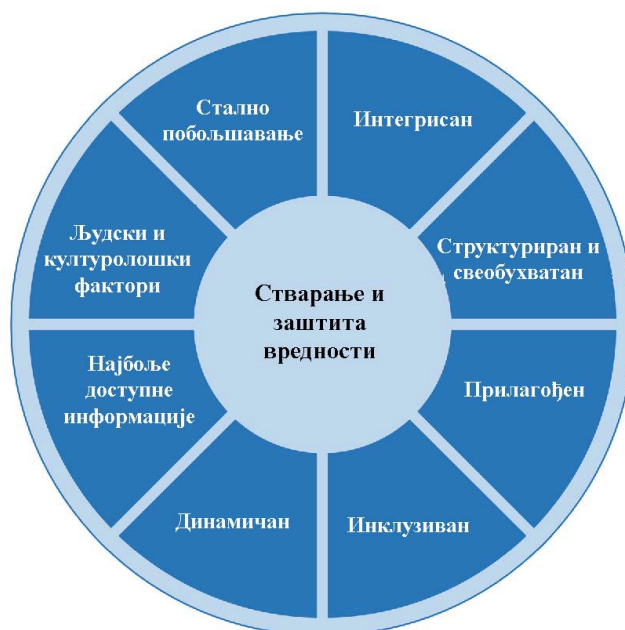 Стално
побољшавање
Интегрисан
Људски и
културолошки
фактори
Структуриран и
свеобухватан
Стварање и
заштита
вредности
Најбоље
доступне
информације
Прилагођен
Динамичан
Инклузиван